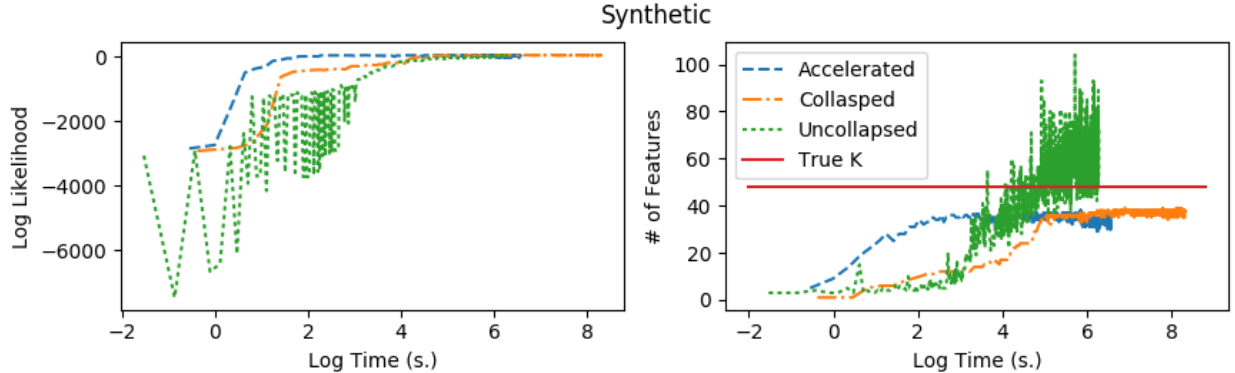 Synthetic
0
−2000
−4000
−6000
Log Likelihood
−2
0
2
4
6
8
Log Time (s.)
100
80
60
40
20
0
# of Features
Accelerated
Collasped
Uncollapsed
True K
−2
0
2
4
6
8
Log Time (s.)